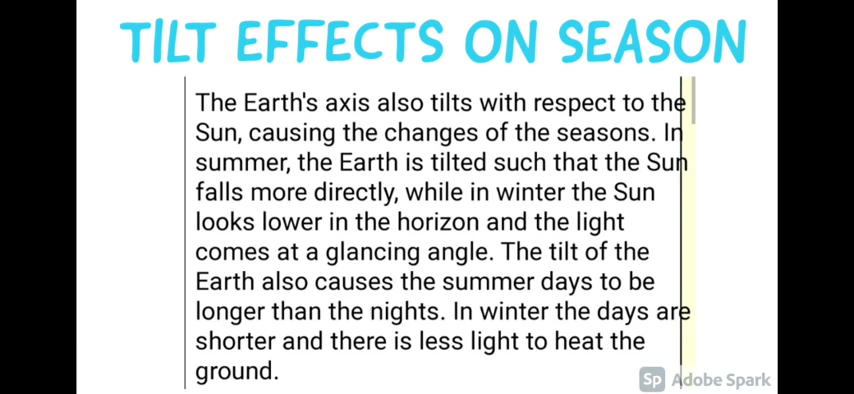 TILT EFFECTS ON SEASON
The Earth's axis also tilts with respect to the
Sun, causing the changes of the seasons. In
summer, the Earth is tilted such that the Sun
falls more directly, while in winter the Sun
looks lower in the horizon and the light
comes at a glancing angle. The tilt of the
Earth also causes the summer days to be
longer than the nights. In winter the days are
shorter and there is less light to heat the
ground.
Sp Adobe Spark